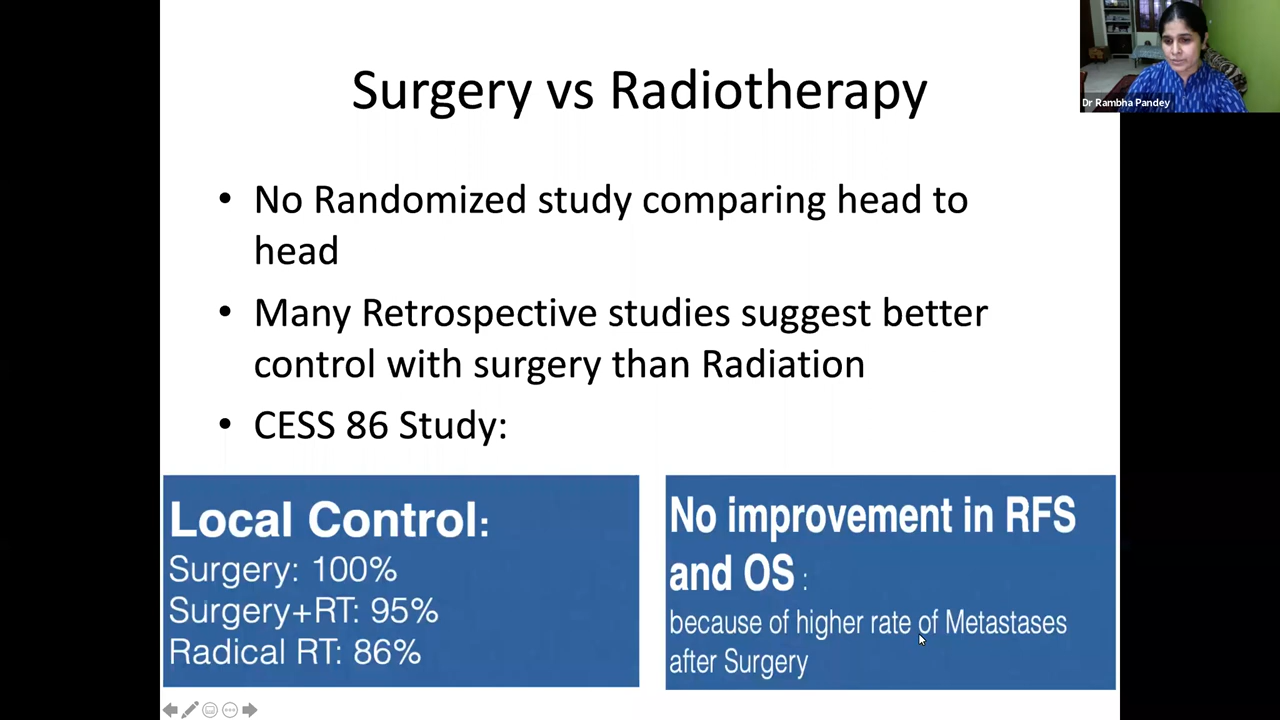 Surgery vs Radiotherapy
Dr Rambha Pandey
• No Randomized study comparing head to
head
• Many Retrospective studies suggest better
control with surgery than Radiation
• CESS 86 Study:
Local Control:
Surgery: 100%
Surgery+RT: 95%
Radical RT: 86%
No improvement in RFS
and OS :
because of higher rate of Metastases
after Surgery